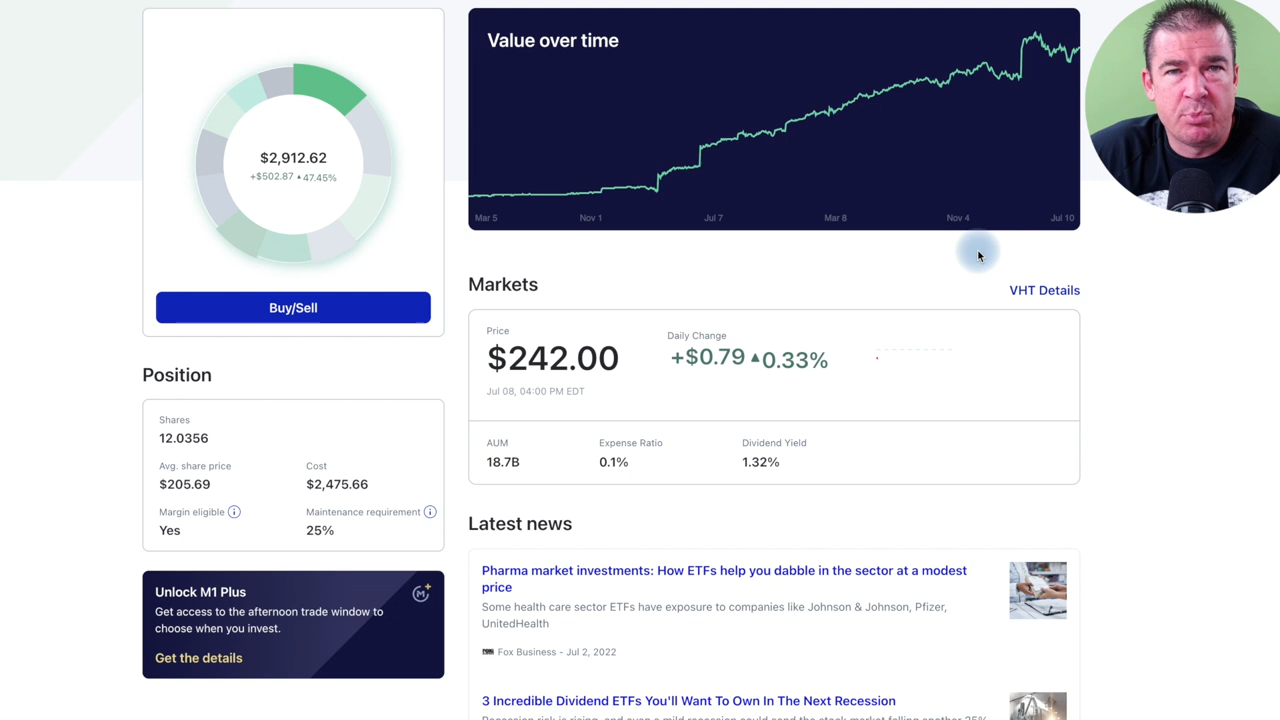 $2,912.62
+$502.87 ▲ 47.45%
Buy/Sell
Position
Shares
12.0356
Avg. share price
Cost
$205.69
$2,475.66
Margin eligible
Maintenance requirement
Yes
25%
Unlock M1 Plus
Get access to the afternoon trade window to
choose when you invest.
Get the details
Value over time
Mar 5
Nov 1
Jul 7
Mar 8
Nov 4
Jul 10
Markets
VHT Details
Price
Daily Change
$242.00
+$0.79 ▲0.33%
Jul 08, 04:00 PM EDT
AUM
Expense Ratio
Dividend Yield
18.7B
0.1%
1.32%
Latest news
Pharma market investments: How ETFs help you dabble in the sector at a modest
price
Some health care sector ETFs have exposure to companies like Johnson & Johnson, Pfizer,
UnitedHealth
Fox Business - Jul 2, 2022
3 Incredible Dividend ETFs You'll Want To Own In The Next Recession